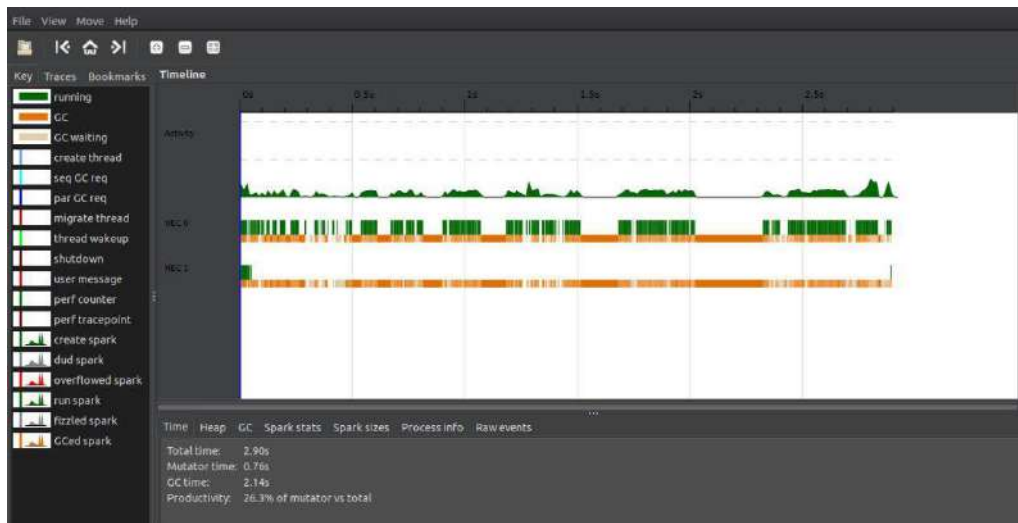 File View Move Help
Key Traces Bookmarks Timeline
running
GC
GC waiting
create thread
seq GC req
par GC req
migrate thread
thread wakeup
shutdown
user message
perf counter
perf tracepoint
create spark
dud spark
overflowed spark
run spark
fizzled spark
GCed spark
0s 0.5s 1s 1.5s 2s 2.5s
Activity
HEC 0
HEC 1
Time Heap GC Spark stats Spark sizes Process info Raw events
Total time: 2.90s
Mutator time: 0.76s
GC time: 2.14s
Productivity: 26.3% of mutator vs total